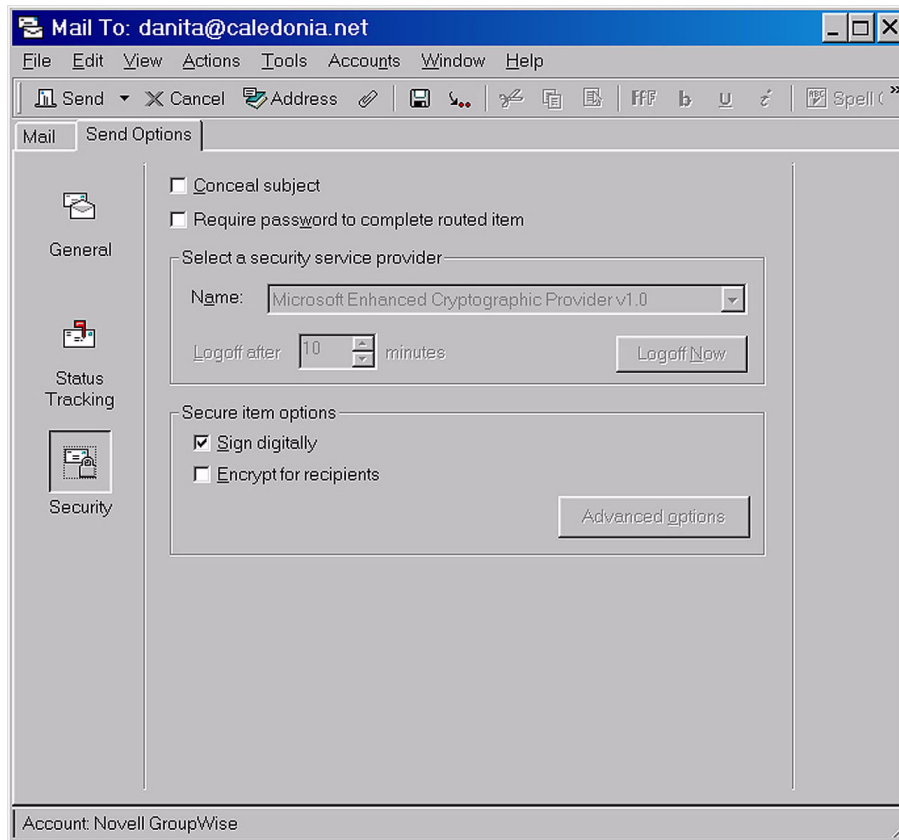 Mail To: danita@caledonia.net
File Edit View Actions Tools Accounts Window Help
Send Cancel Address Spell
Mail Send Options
General
Status
Tracking
Security
Conceal subject
Require password to complete routed item
Select a security service provider
Name: Microsoft Enhanced Cryptographic Provider v1.0
Logoff after 10 minutes Logoff Now
Secure item options
Sign digitally
Encrypt for recipients
Advanced options
Account: Novell GroupWise